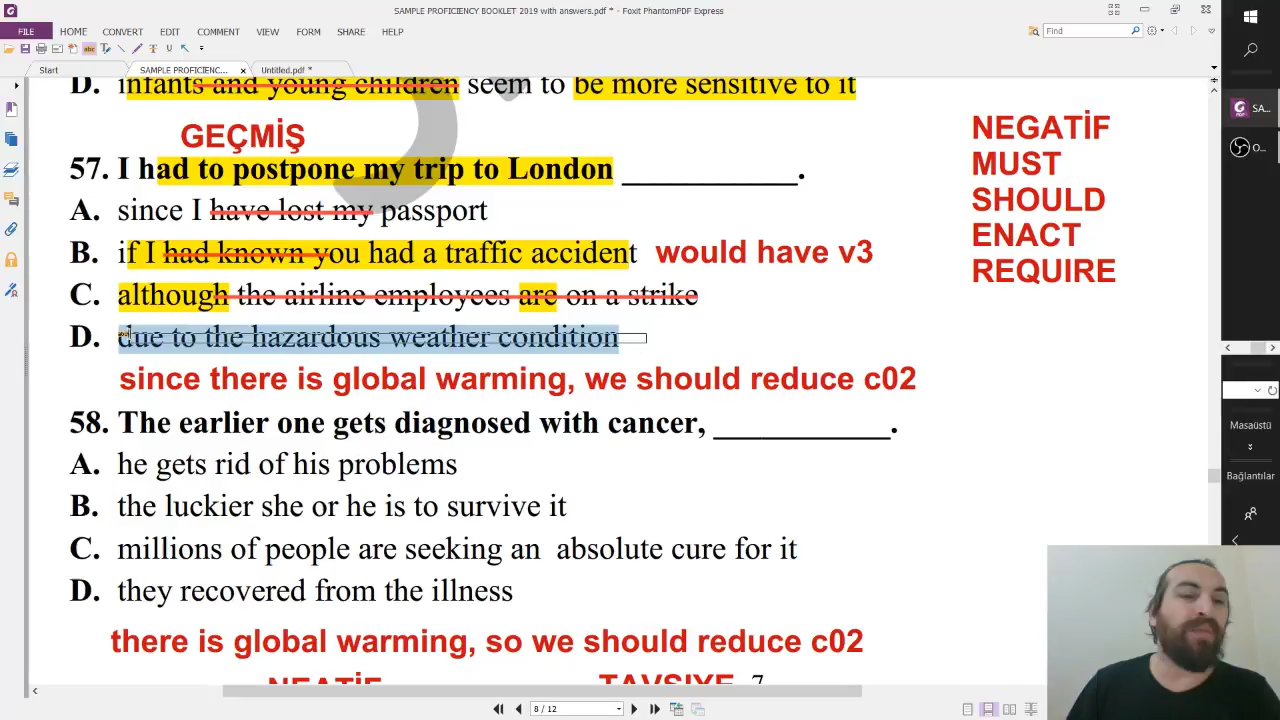 SAMPLE PROFICIENCY BOOKLET 2019 with answers.pdf * - Foxit PhantomPDF Express
FILE HOME CONVERT EDIT COMMENT VIEW FORM SHARE HELP
Find
Start SAMPLE PROFICIENC... Untitled.pdf *
D. infants and young children seem to be more sensitive to it
GEÇMİŞ
57. I had to postpone my trip to London ___________.
A. since I have lost my passport
B. if I had known you had a traffic accident would have v3
C. although the airline employees are on a strike
D. due to the hazardous weather condition
since there is global warming, we should reduce c02
58. The earlier one gets diagnosed with cancer, ___________.
A. he gets rid of his problems
B. the luckier she or he is to survive it
C. millions of people are seeking an absolute cure for it
D. they recovered from the illness
there is global warming, so we should reduce c02
NEATİF TAVSIYE 7
NEGATİF
MUST
SHOULD
ENACT
REQUIRE
SA...
O...
Masaüstü
Bağlantılar
8 / 12